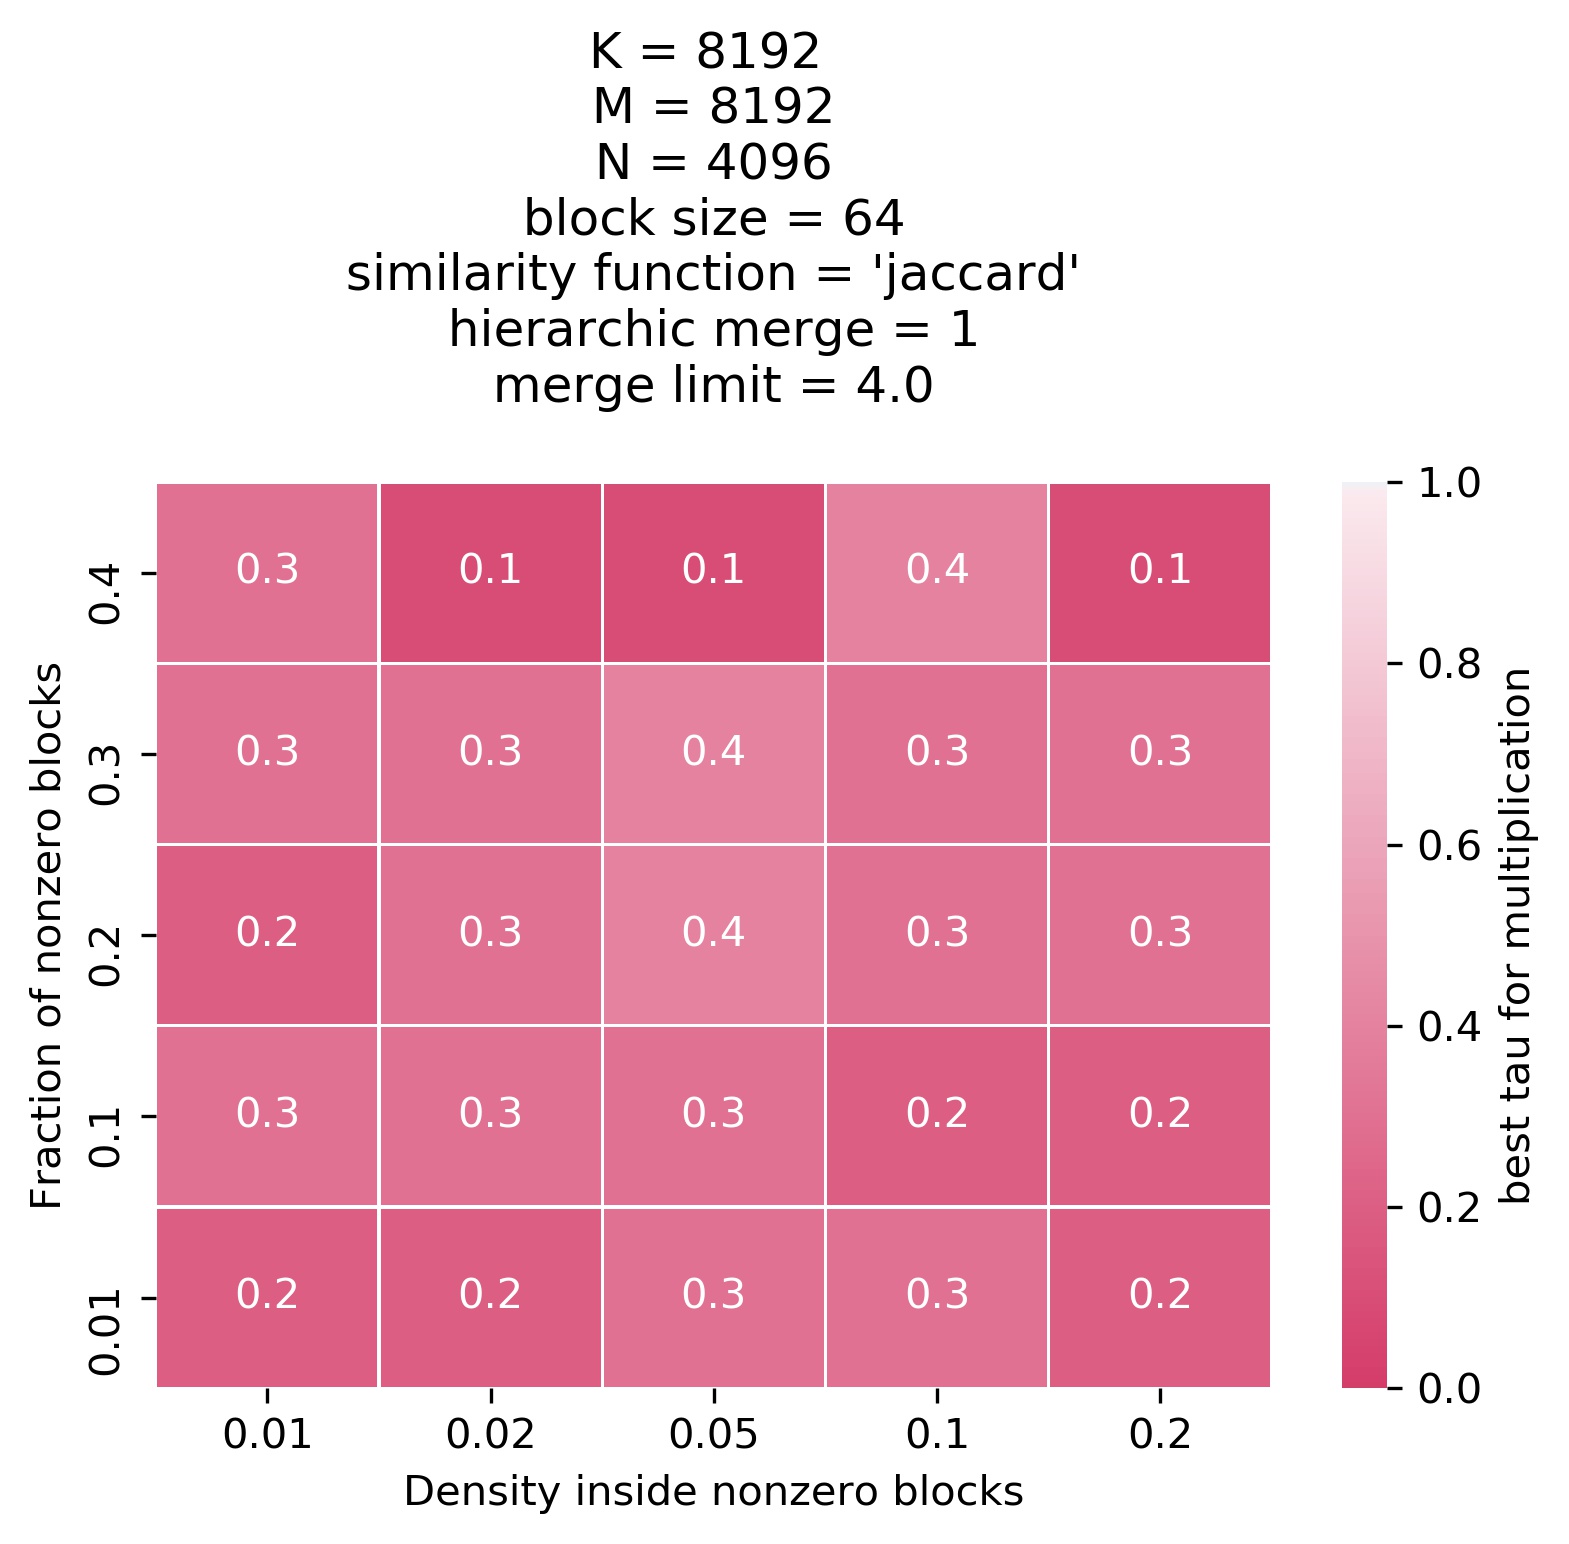 K = 8192
M = 8192
N = 4096
block size = 64
similarity function = 'jaccard'
hierarchic merge = 1
merge limit = 4.0
Fraction of nonzero blocks
0.4
0.3 0.1 0.1 0.4 0.1
0.3
0.3 0.3 0.4 0.3 0.3
0.2
0.2 0.3 0.4 0.3 0.3
0.1
0.3 0.3 0.3 0.2 0.2
0.01
0.2 0.2 0.3 0.3 0.2
0.01 0.02 0.05 0.1 0.2
Density inside nonzero blocks
1.0
0.8
0.6
0.4
0.2
0.0
best tau for multiplication